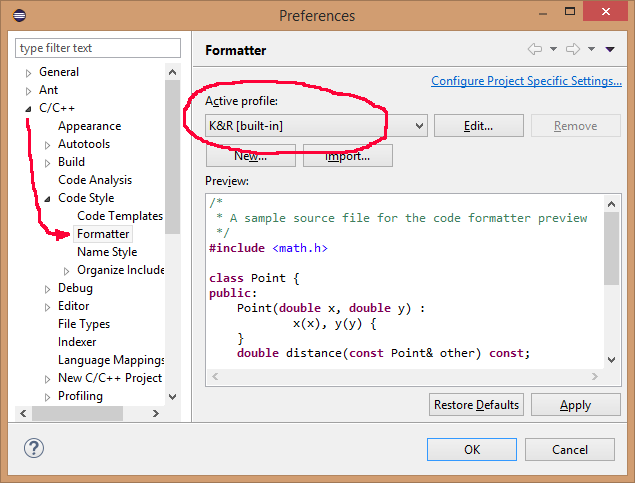 Preferences
type filter text
General
Ant
C/C++
Appearance
Autotools
Build
Code Analysis
Code Style
Code Templates
Formatter
Name Style
Organize Include
Debug
Editor
File Types
Indexer
Language Mappings
New C/C++ Project
Profiling
Formatter
Configure Project Specific Settings...
Active profile:
K&R [built-in]
Edit...
Remove
New...
Import...
Preview:
/*
* A sample source file for the code formatter preview
*/
#include <math.h>
class Point {
public:
Point(double x, double y) :
x(x), y(y) {
}
double distance(const Point& other) const;
Restore Defaults
Apply
?
OK
Cancel